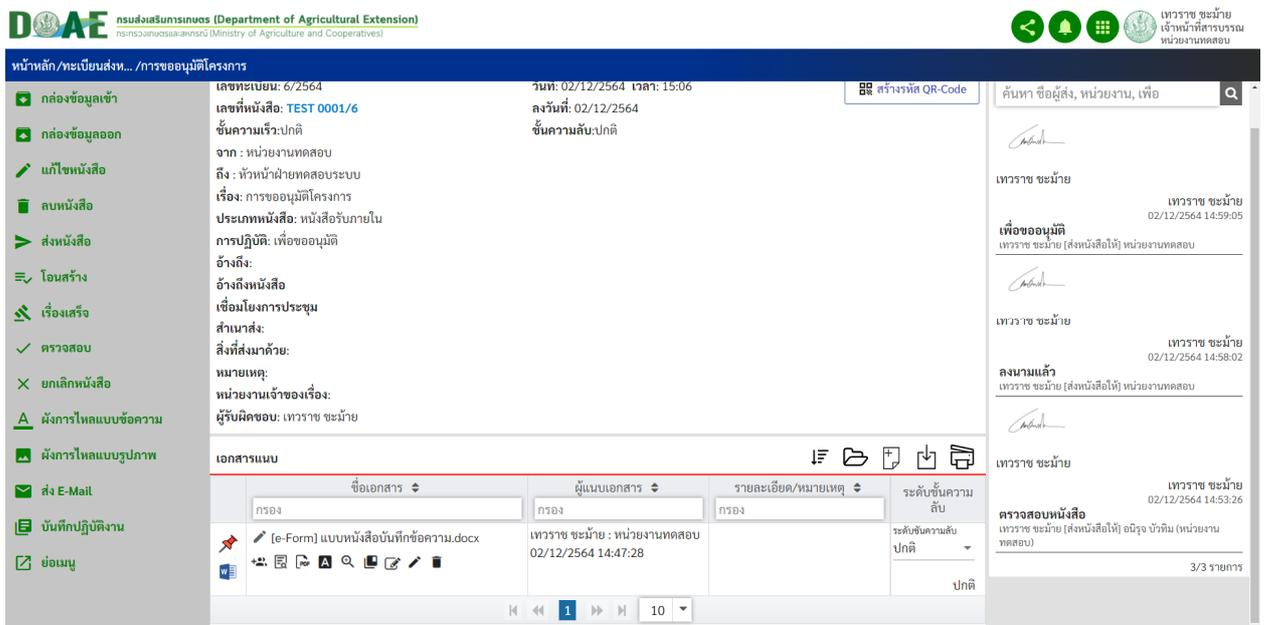 DOAE
กรมส่งเสริมการเกษตร (Department of Agricultural Extension)
กระทรวงเกษตรและสหกรณ์ (Ministry of Agriculture and Cooperatives)
เทวราช ชะม้าย
เจ้าหน้าที่สารบรรณ
หน่วยงานทดสอบ
หน้าหลัก/ทะเบียนส่งห... /การขออนุมัติโครงการ
กล่องข้อมูลเข้า
กล่องข้อมูลออก
แก้ไขหนังสือ
ลบหนังสือ
ส่งหนังสือ
โอนสร้าง
เรื่องเสร็จ
ตรวจสอบ
ยกเลิกหนังสือ
ผังการไหลแบบข้อความ
ผังการไหลแบบรูปภาพ
ส่ง E-Mail
บันทึกปฏิบัติงาน
ย่อเมนู
เลขทะเบียน: 6/2564 วันที่: 02/12/2564 เวลา: 15:06
สร้างรหัส QR-Code
เลขที่หนังสือ: TEST 0001/6 ลงวันที่: 02/12/2564
ชั้นความเร็ว:ปกติ ชั้นความลับ:ปกติ
จาก : หน่วยงานทดสอบ
ถึง : หัวหน้าฝ่ายทดสอบระบบ
เรื่อง: การขออนุมัติโครงการ
ประเภทหนังสือ: หนังสือรับภายใน
การปฏิบัติ: เพื่อขออนุมัติ
อ้างถึง:
อ้างถึงหนังสือ
เชื่อมโยงการประชุม
สำเนาส่ง:
สิ่งที่ส่งมาด้วย:
หมายเหตุ:
หน่วยงานเจ้าของเรื่อง:
ผู้รับผิดชอบ: เทวราช ชะม้าย
เอกสารแนบ
ชื่อเอกสาร ผู้แนบเอกสาร รายละเอียด/หมายเหตุ ระดับชั้นความ
ลับ
กรอง กรอง กรอง
[e-Form] แบบหนังสือบันทึกข้อความ.docx
เทวราช ชะม้าย : หน่วยงานทดสอบ
02/12/2564 14:47:28
ระดับชั้นความลับ
ปกติ
ปกติ
1 10
ค้นหา ชื่อผู้ส่ง, หน่วยงาน, เพื่อ
เทวราช ชะม้าย
เทวราช ชะม้าย
02/12/2564 14:59:05
เพื่อขออนุมัติ
เทวราช ชะม้าย [ส่งหนังสือให้] หน่วยงานทดสอบ
เทวราช ชะม้าย
เทวราช ชะม้าย
02/12/2564 14:58:02
ลงนามแล้ว
เทวราช ชะม้าย [ส่งหนังสือให้] หน่วยงานทดสอบ
เทวราช ชะม้าย
เทวราช ชะม้าย
02/12/2564 14:53:26
ตรวจสอบหนังสือ
เทวราช ชะม้าย [ส่งหนังสือให้] อนิรุจ บัวทิม (หน่วยงาน
ทดสอบ)
3/3 รายการ